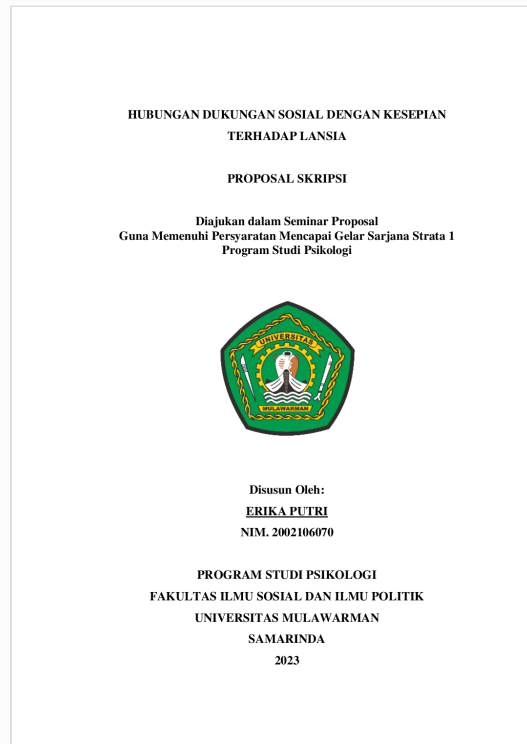 HUBUNGAN DUKUNGAN SOSIAL DENGAN KESEPIAN
TERHADAP LANSIA
PROPOSAL SKRIPSI
Diajukan dalam Seminar Proposal
Guna Memenuhi Persyaratan Mencapai Gelar Sarjana Strata 1
Program Studi Psikologi
UNIVERSITAS
MULAWARMAN
Disusun Oleh:
ERIKA PUTRI
NIM. 2002106070
PROGRAM STUDI PSIKOLOGI
FAKULTAS ILMU SOSIAL DAN ILMU POLITIK
UNIVERSITAS MULAWARMAN
SAMARINDA
2023